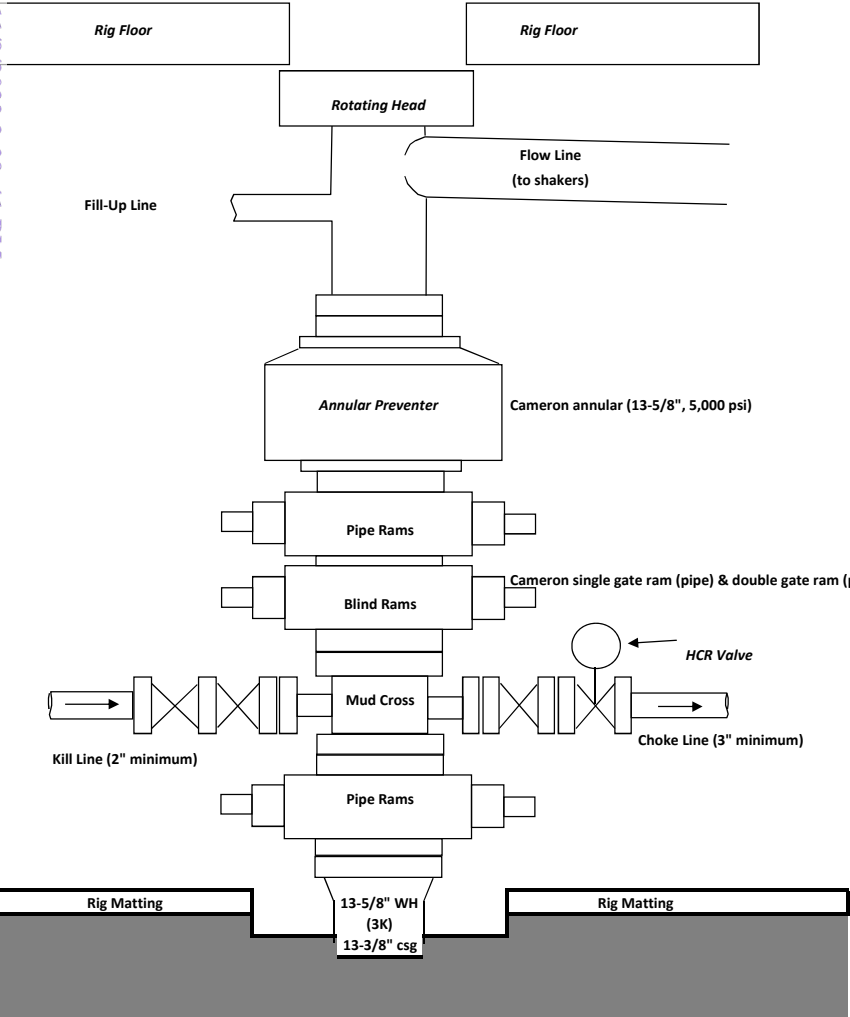 Rig Floor
Rig Floor
Rotating Head
Flow Line
(to shakers)
Fill-Up Line
Annular Preventer
Cameron annular (13-5/8", 5,000 psi)
Pipe Rams
Cameron single gate ram (pipe) & double gate ram (
Blind Rams
HCR Valve
Mud Cross
Choke Line (3" minimum)
Kill Line (2" minimum)
Pipe Rams
Rig Matting
13-5/8" WH
(3K)
13-3/8" csg
Rig Matting